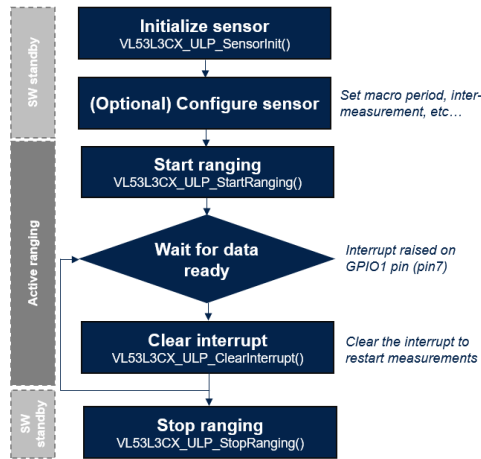 SW standby
Initialize sensor
VL53L3CX_ULP_SensorInit()
(Optional) Configure sensor
Set macro period, inter-
measurement, etc…
Active ranging
Start ranging
VL53L3CX_ULP_StartRanging()
Wait for data
ready
Interrupt raised on
GPIO1 pin (pin7)
Clear interrupt
VL53L3CX_ULP_ClearInterrupt()
Clear the interrupt to
restart measurements
SW
standby
Stop ranging
VL53L3CX_ULP_StopRanging()